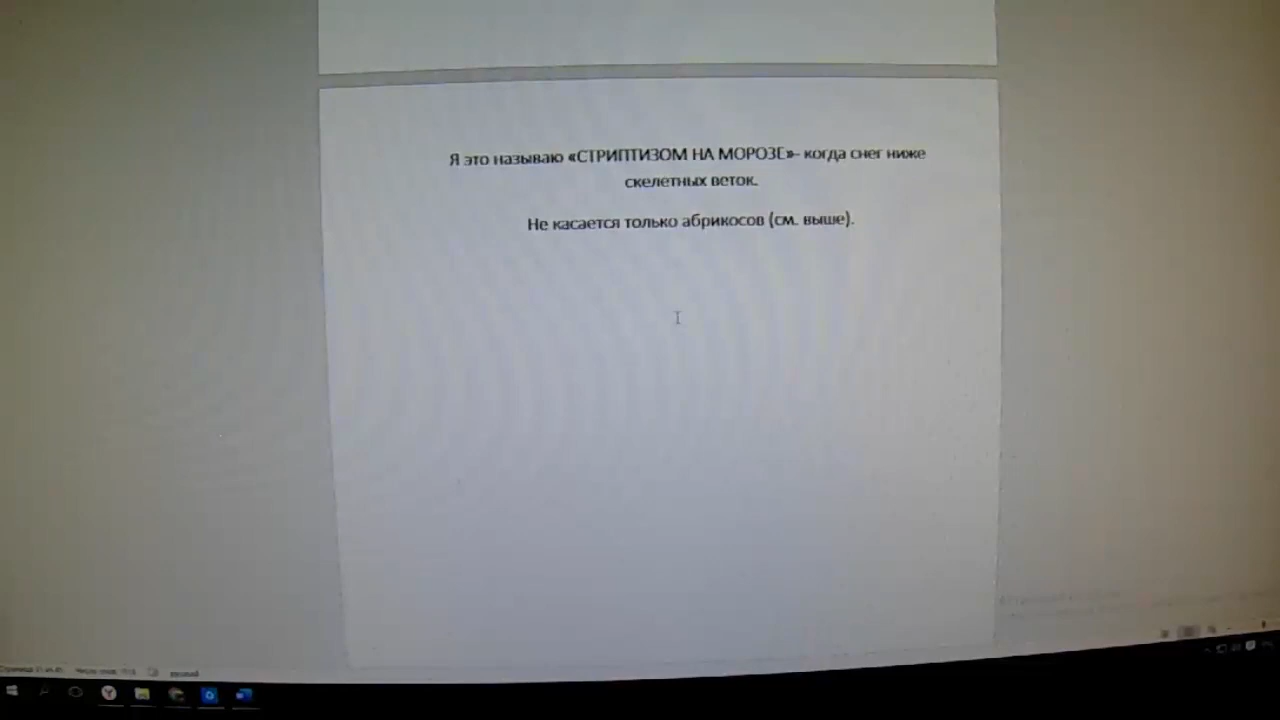 Я это называю «СТРИПТИЗОМ НА МОРОЗЕ»– когда снег ниже
скелетных веток.
Не касается только абрикосов (см. выше).